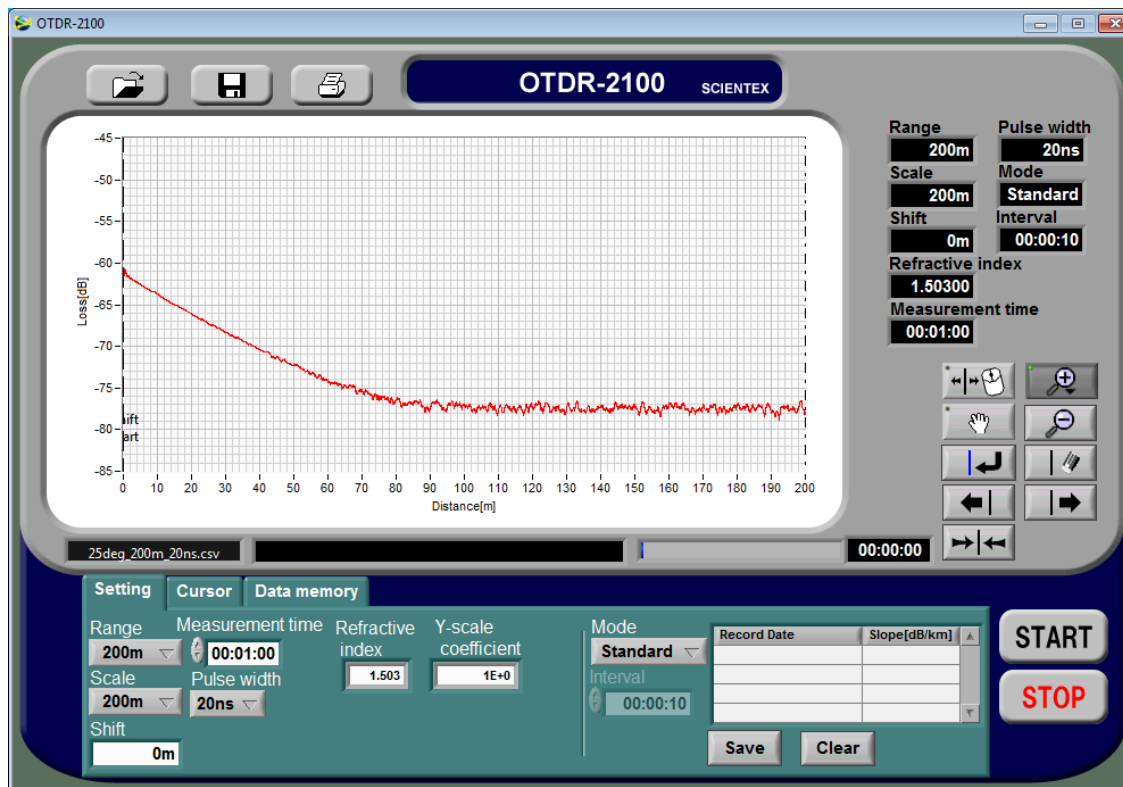 OTDR-2100
OTDR-2100 SCIENTEX
-45
-50
-55
-60
-65
-70
-75
-80
-85
Loss[dB]
ift
art
0 10 20 30 40 50 60 70 80 90 100 110 120 130 140 150 160 170 180 190 200
Distance[m]
Range Pulse width
200m 20ns
Scale Mode
200m Standard
Shift Interval
0m 00:00:10
Refractive index
1.50300
Measurement time
00:01:00
25deg_200m_20ns.csv 00:00:00
Setting Cursor Data memory
Range Measurement time Refractive index Y-scale coefficient
200m 00:01:00 1.503 1E+0
Scale Pulse width
200m 20ns
Shift
0m
Mode
Standard
Interval
00:00:10
Record Date Slope[dB/km]
Save Clear
START
STOP